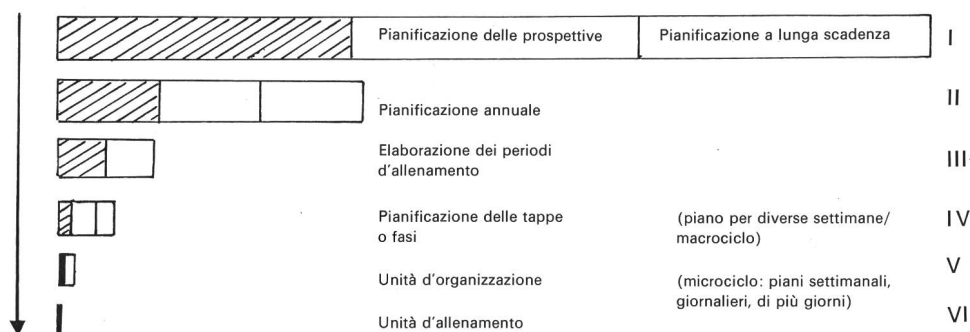 Pianificazione delle prospettive
Pianificazione a lunga scadenza
I
Pianificazione annuale
II
Elaborazione dei periodi
d'allenamento
III
Pianificazione delle tappe
o fasi
(piano per diverse settimane/
macrociclo)
IV
Unità d'organizzazione
(microciclo: piani settimanali,
giornalieri, di più giorni)
V
Unità d'allenamento
VI